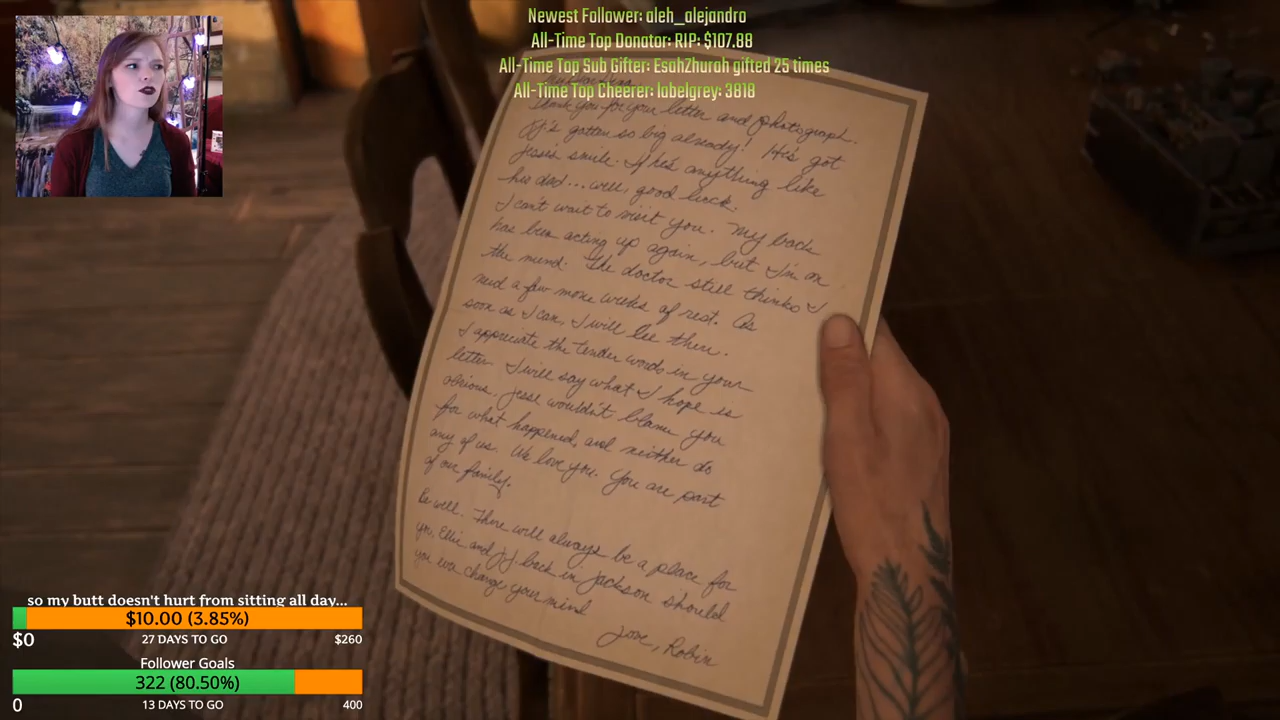 Newest Follower: aleh_alejandro
All-Time Top Donator: RIP: $107.88
All-Time Top Sub Gifter: EsahZhurah gifted 25 times
All-Time Top Cheerer: labelgrey: 3818
Thank you for your letter and photograph.
JJ's gotten so big already! He's got
Jesse's smile. If he's anything like
his dad... well, good luck.
I can't wait to visit you. My back
has been acting up again, but I'm on
the mend. The doctor still thinks I
need a few more weeks of rest. As
soon as I can, I will be there.
I appreciate the tender words in your
letter. I will say what I hope is
obvious. Jesse wouldn't blame you
for what happened, and neither do
any of us. We love you. You are part
of our family.
Be well. There will always be a place for
you, Ellie and JJ back in Jackson should
you ever change your mind
Love, Robin
so my butt doesn't hurt from sitting all day...
$10.00 (3.85%)
$0 27 DAYS TO GO $260
Follower Goals
322 (80.50%)
0 13 DAYS TO GO 400